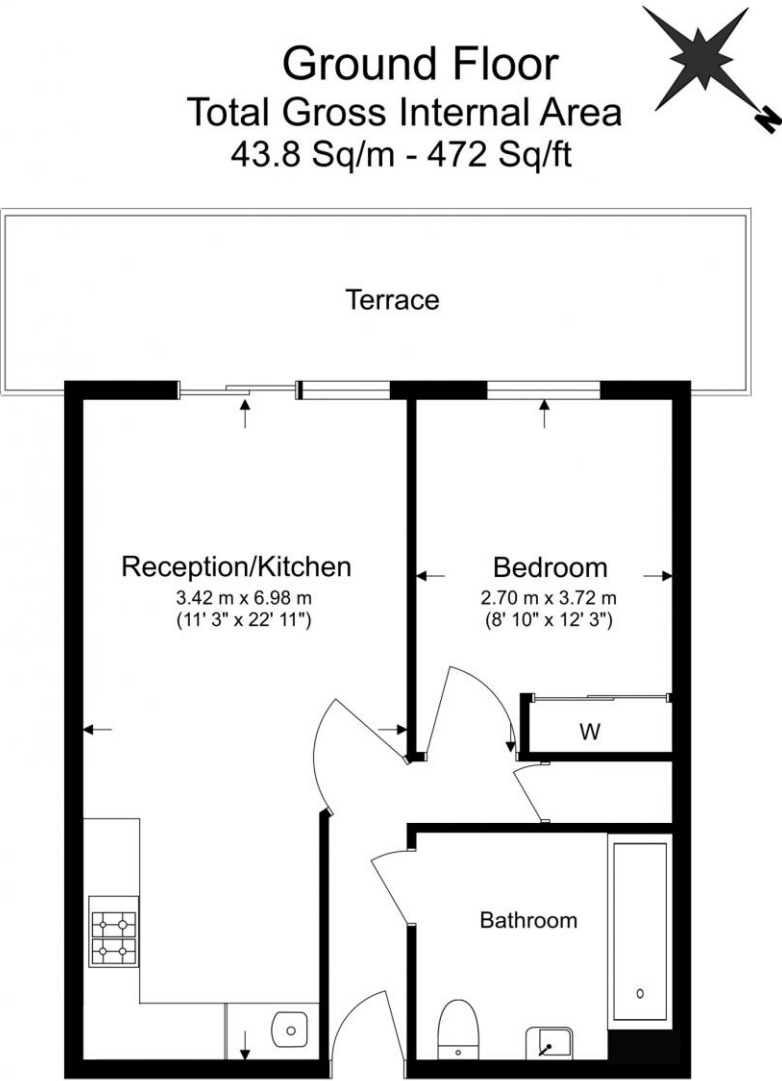 Ground Floor
Total Gross Internal Area
43.8 Sq/m - 472 Sq/ft
N
Terrace
Reception/Kitchen
3.42 m x 6.98 m
(11' 3" x 22' 11")
Bedroom
2.70 m x 3.72 m
(8' 10" x 12' 3")
W
Bathroom